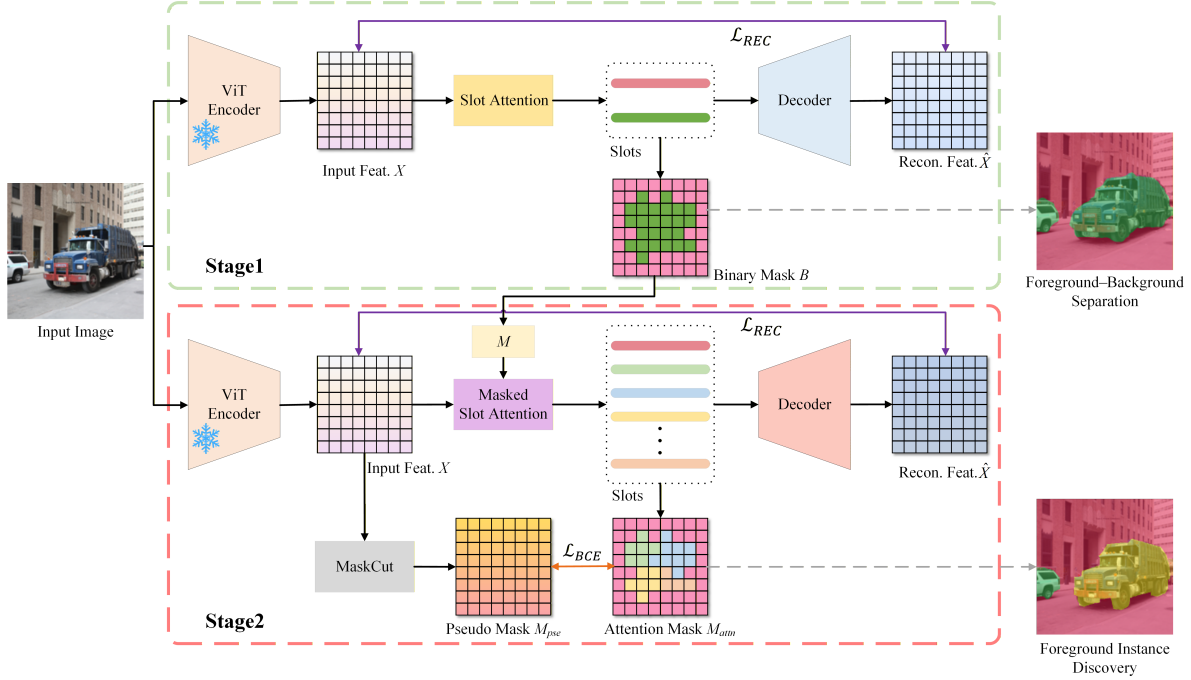 ℒ_REC
ViT
Encoder
Slot Attention
Decoder
Input Feat. X
Slots
Recon. Feat. X̂
Binary Mask B
Stage1
Input Image
Foreground–Background
Separation
ℒ_REC
M
ViT
Encoder
Masked
Slot Attention
Decoder
Input Feat. X
Slots
Recon. Feat. X̂
MaskCut
ℒ_BCE
Pseudo Mask M_pse
Attention Mask M_attn
Stage2
Foreground Instance
Discovery